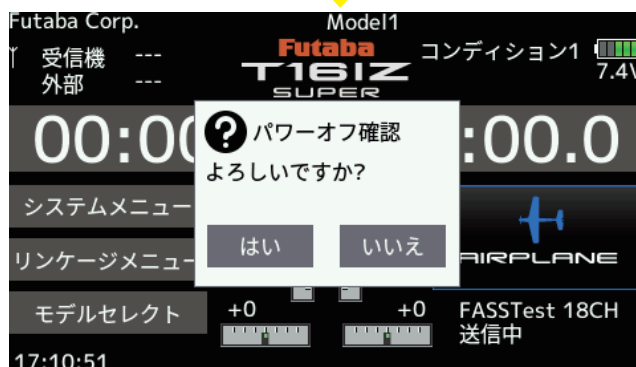 Futaba Corp.
Model1
受信機 ---
外部 ---
Futaba
T16IZ
SUPER
コンディション1
7.4V
00:00
:00.0
パワーオフ確認
よろしいですか?
はい
いいえ
システムメニュー
リンケージメニュー
モデルセレクト
AIRPLANE
+0
+0
FASSTest 18CH
送信中
17:10:51